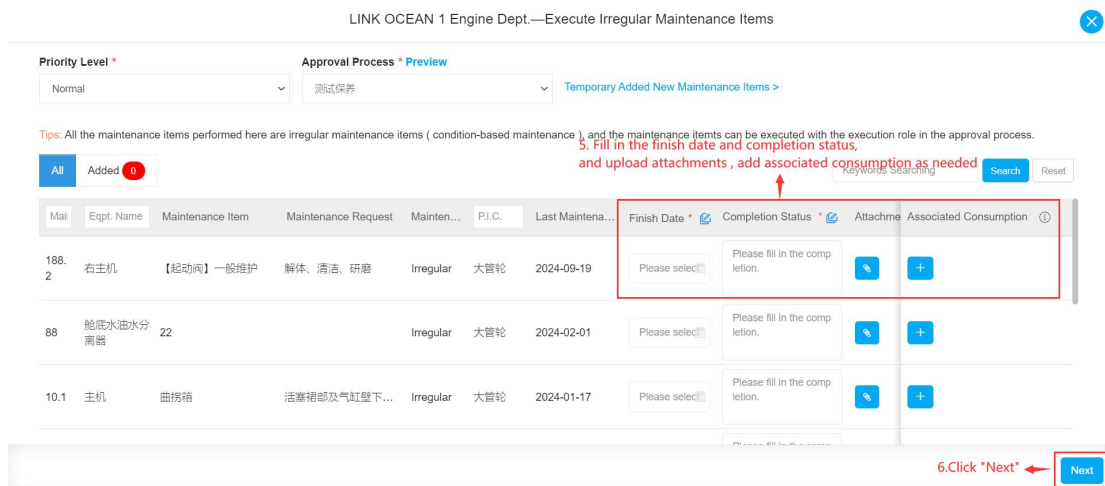 LINK OCEAN 1 Engine Dept.—Execute Irregular Maintenance Items
Priority Level *
Approval Process * Preview
Normal
测试保养
Temporary Added New Maintenance Items >
Tips: All the maintenance items performed here are irregular maintenance items ( condition-based maintenance ), and the maintenance itemts can be executed with the execution role in the approval process.
5. Fill in the finish date and completion status,
and upload attachments , add associated consumption as needed
All Added 0
Keywords Searching Search Reset
Mai Eqpt. Name Maintenance Item Maintenance Request Mainten... P.I.C. Last Maintena... Finish Date * Completion Status * Attachme Associated Consumption
188.2 右主机 【起动阀】一般维护 解体、清洁、研磨 Irregular 大管轮 2024-09-19 Please select Please fill in the comp
letion.
88 舱底水油水分离器 22 Irregular 大管轮 2024-02-01 Please select Please fill in the comp
letion.
10.1 主机 曲拐箱 活塞裙部及气缸壁下... Irregular 大管轮 2024-01-17 Please select Please fill in the comp
letion.
6.Click "Next"
Next